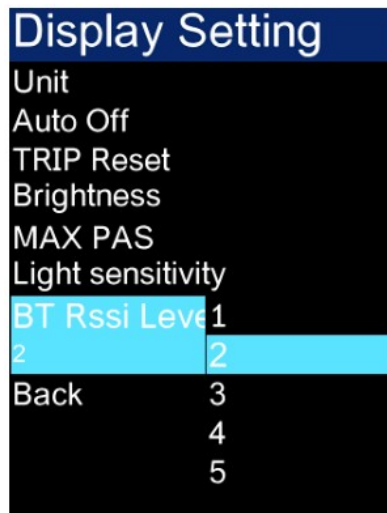 Display Setting
Unit
Auto Off
TRIP Reset
Brightness
MAX PAS
Light sensitivity
BT Rssi Leve
2
Back
1
2
3
4
5